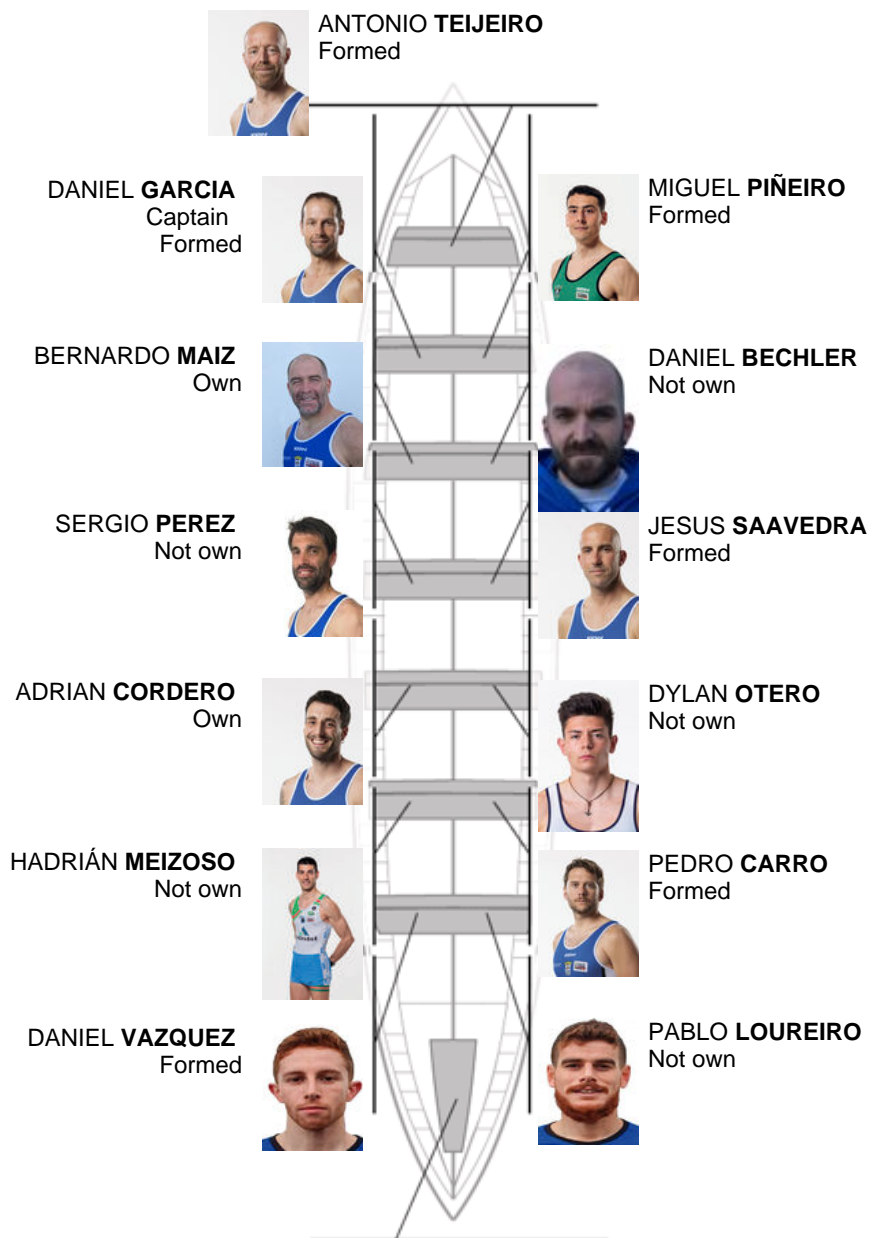 ANTONIO TEIJEIRO
Formed
DANIEL GARCIA
Captain
Formed
MIGUEL PIÑEIRO
Formed
BERNARDO MAIZ
Own
DANIEL BECHLER
Not own
SERGIO PEREZ
Not own
JESUS SAAVEDRA
Formed
ADRIAN CORDERO
Own
DYLAN OTERO
Not own
HADRIÁN MEIZOSO
Not own
PEDRO CARRO
Formed
DANIEL VAZQUEZ
Formed
PABLO LOUREIRO
Not own